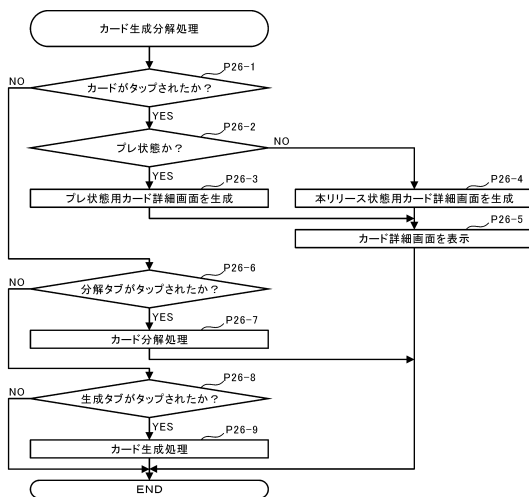 カード生成分解処理
P26-1
NO
カードがタップされたか？
YES
P26-2
プレ状態か？
NO
YES
P26-3
プレ状態用カード詳細画面を生成
P26-4
本リリース状態用カード詳細画面を生成
P26-5
カード詳細画面を表示
P26-6
NO
分解タブがタップされたか？
YES
P26-7
カード分解処理
P26-8
NO
生成タブがタップされたか？
YES
P26-9
カード生成処理
END